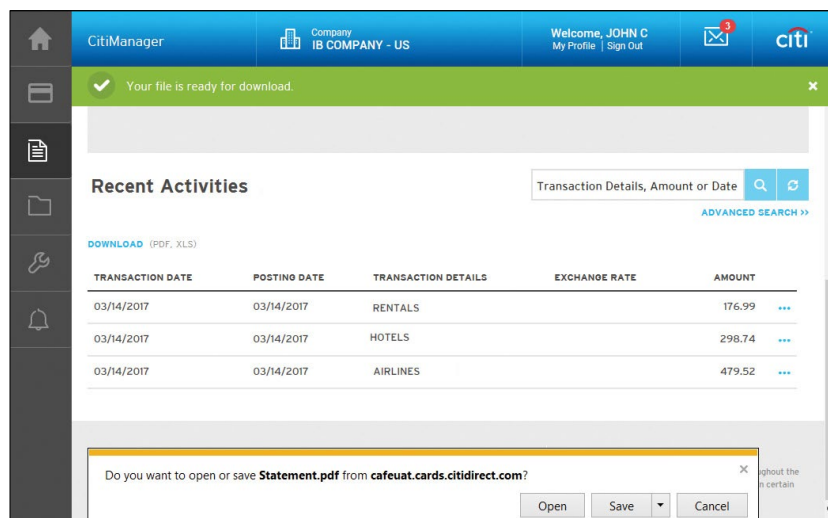 CitiManager
Company
IB COMPANY - US
Welcome, JOHN C
My Profile | Sign Out
3
citi
Your file is ready for download.
Recent Activities
Transaction Details, Amount or Date
ADVANCED SEARCH >>
DOWNLOAD (PDF, XLS)
TRANSACTION DATE POSTING DATE TRANSACTION DETAILS EXCHANGE RATE AMOUNT
03/14/2017 03/14/2017 RENTALS 176.99
03/14/2017 03/14/2017 HOTELS 298.74
03/14/2017 03/14/2017 AIRLINES 479.52
Do you want to open or save Statement.pdf from cafeuat.cards.citidirect.com?
ughout the
n certain
Open Save Cancel